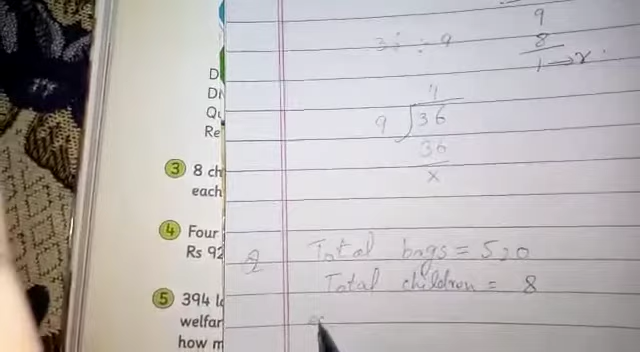 9
36 ÷ 9
8
1 → r.
4
9 36
36
x
D
Di
Qu
Re
3 8 ch
each
4 Four
Rs 92
5 394 l
welfar
how m
Q Total bags = 520
Total children = 8